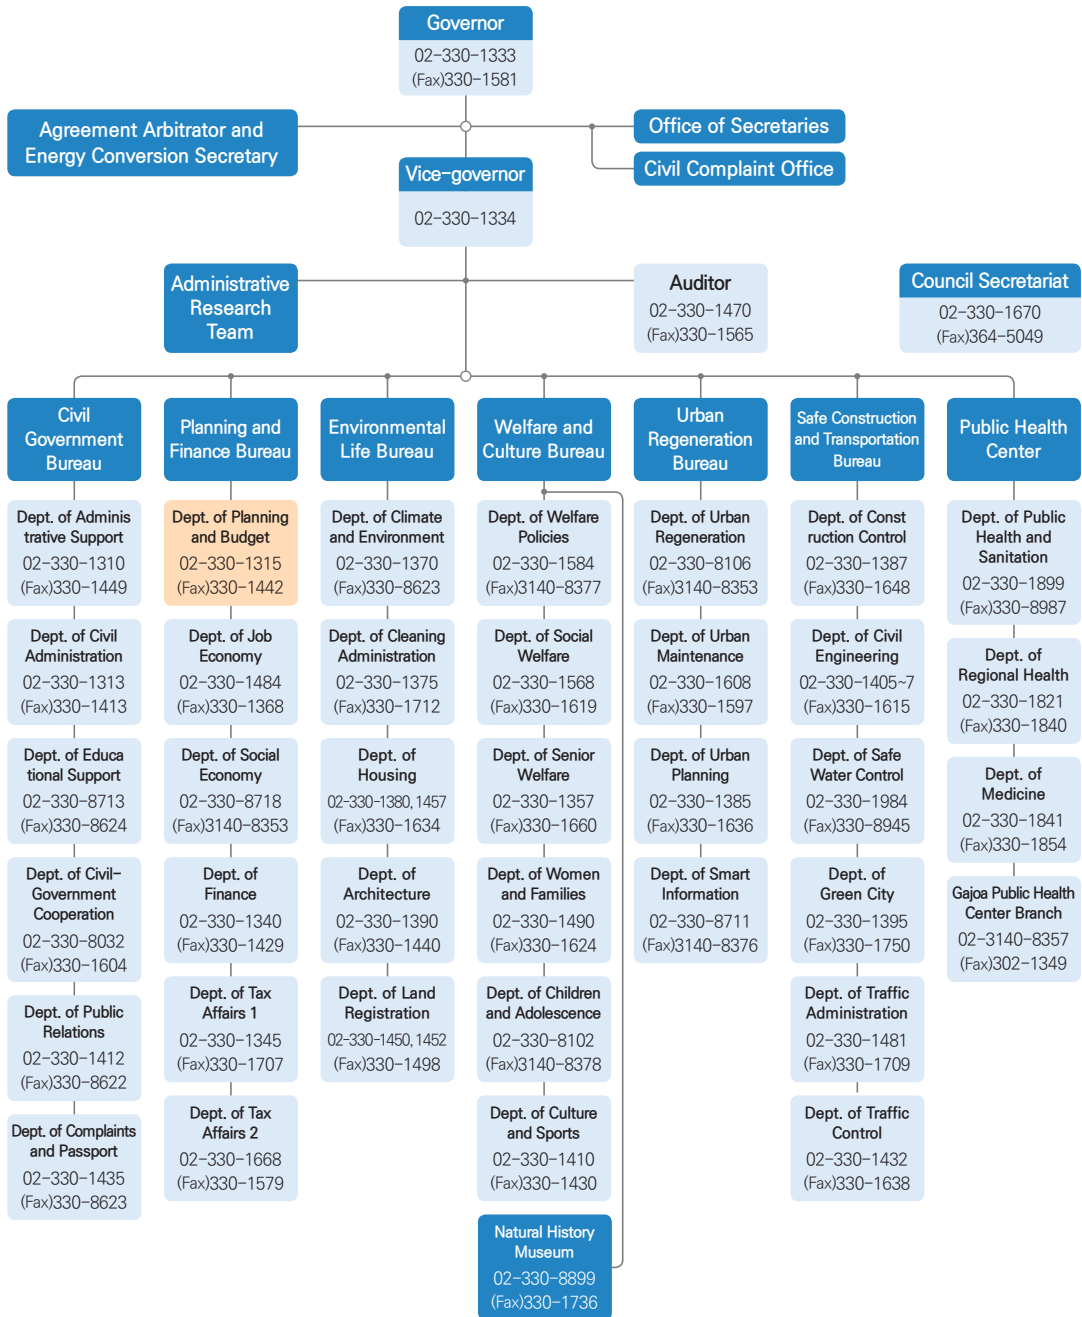 Governor
02-330-1333
(Fax)330-1581
Agreement Arbitrator and
Energy Conversion Secretary
Office of Secretaries
Civil Complaint Office
Vice-governor
02-330-1334
Administrative
Research
Team
Auditor
02-330-1470
(Fax)330-1565
Council Secretariat
02-330-1670
(Fax)364-5049
Civil
Government
Bureau
Dept. of Adminis
trative Support
02-330-1310
(Fax)330-1449
Dept. of Civil
Administration
02-330-1313
(Fax)330-1413
Dept. of Educa
tional Support
02-330-8713
(Fax)330-8624
Dept. of Civil-
Government
Cooperation
02-330-8032
(Fax)330-1604
Dept. of Public
Relations
02-330-1412
(Fax)330-8622
Dept. of Complaints
and Passport
02-330-1435
(Fax)330-8623
Planning and
Finance Bureau
Dept. of Planning
and Budget
02-330-1315
(Fax)330-1442
Dept. of Job
Economy
02-330-1484
(Fax)330-1368
Dept. of Social
Economy
02-330-8718
(Fax)3140-8353
Dept. of
Finance
02-330-1340
(Fax)330-1429
Dept. of Tax
Affairs 1
02-330-1345
(Fax)330-1707
Dept. of Tax
Affairs 2
02-330-1668
(Fax)330-1579
Environmental
Life Bureau
Dept. of Climate
and Environment
02-330-1370
(Fax)330-8623
Dept. of Cleaning
Administration
02-330-1375
(Fax)330-1712
Dept. of
Housing
02-330-1380, 1457
(Fax)330-1634
Dept. of
Architecture
02-330-1390
(Fax)330-1440
Dept. of Land
Registration
02-330-1450, 1452
(Fax)330-1498
Welfare and
Culture Bureau
Dept. of Welfare
Policies
02-330-1584
(Fax)3140-8377
Dept. of Social
Welfare
02-330-1568
(Fax)330-1619
Dept. of Senior
Welfare
02-330-1357
(Fax)330-1660
Dept. of Women
and Families
02-330-1490
(Fax)330-1624
Dept. of Children
and Adolescence
02-330-8102
(Fax)3140-8378
Dept. of Culture
and Sports
02-330-1410
(Fax)330-1430
Natural History
Museum
02-330-8899
(Fax)330-1736
Urban
Regeneration
Bureau
Dept. of Urban
Regeneration
02-330-8106
(Fax)3140-8353
Dept. of Urban
Maintenance
02-330-1608
(Fax)330-1597
Dept. of Urban
Planning
02-330-1385
(Fax)330-1636
Dept. of Smart
Information
02-330-8711
(Fax)3140-8376
Safe Construction
and Transportation
Bureau
Dept. of Const
ruction Control
02-330-1387
(Fax)330-1648
Dept. of Civil
Engineering
02-330-1405~7
(Fax)330-1615
Dept. of Safe
Water Control
02-330-1984
(Fax)330-8945
Dept. of
Green City
02-330-1395
(Fax)330-1750
Dept. of Traffic
Administration
02-330-1481
(Fax)330-1709
Dept. of Traffic
Control
02-330-1432
(Fax)330-1638
Public Health
Center
Dept. of Public
Health and
Sanitation
02-330-1899
(Fax)330-8987
Dept. of
Regional Health
02-330-1821
(Fax)330-1840
Dept. of
Medicine
02-330-1841
(Fax)330-1854
Gajoa Public Health
Center Branch
02-3140-8357
(Fax)302-1349